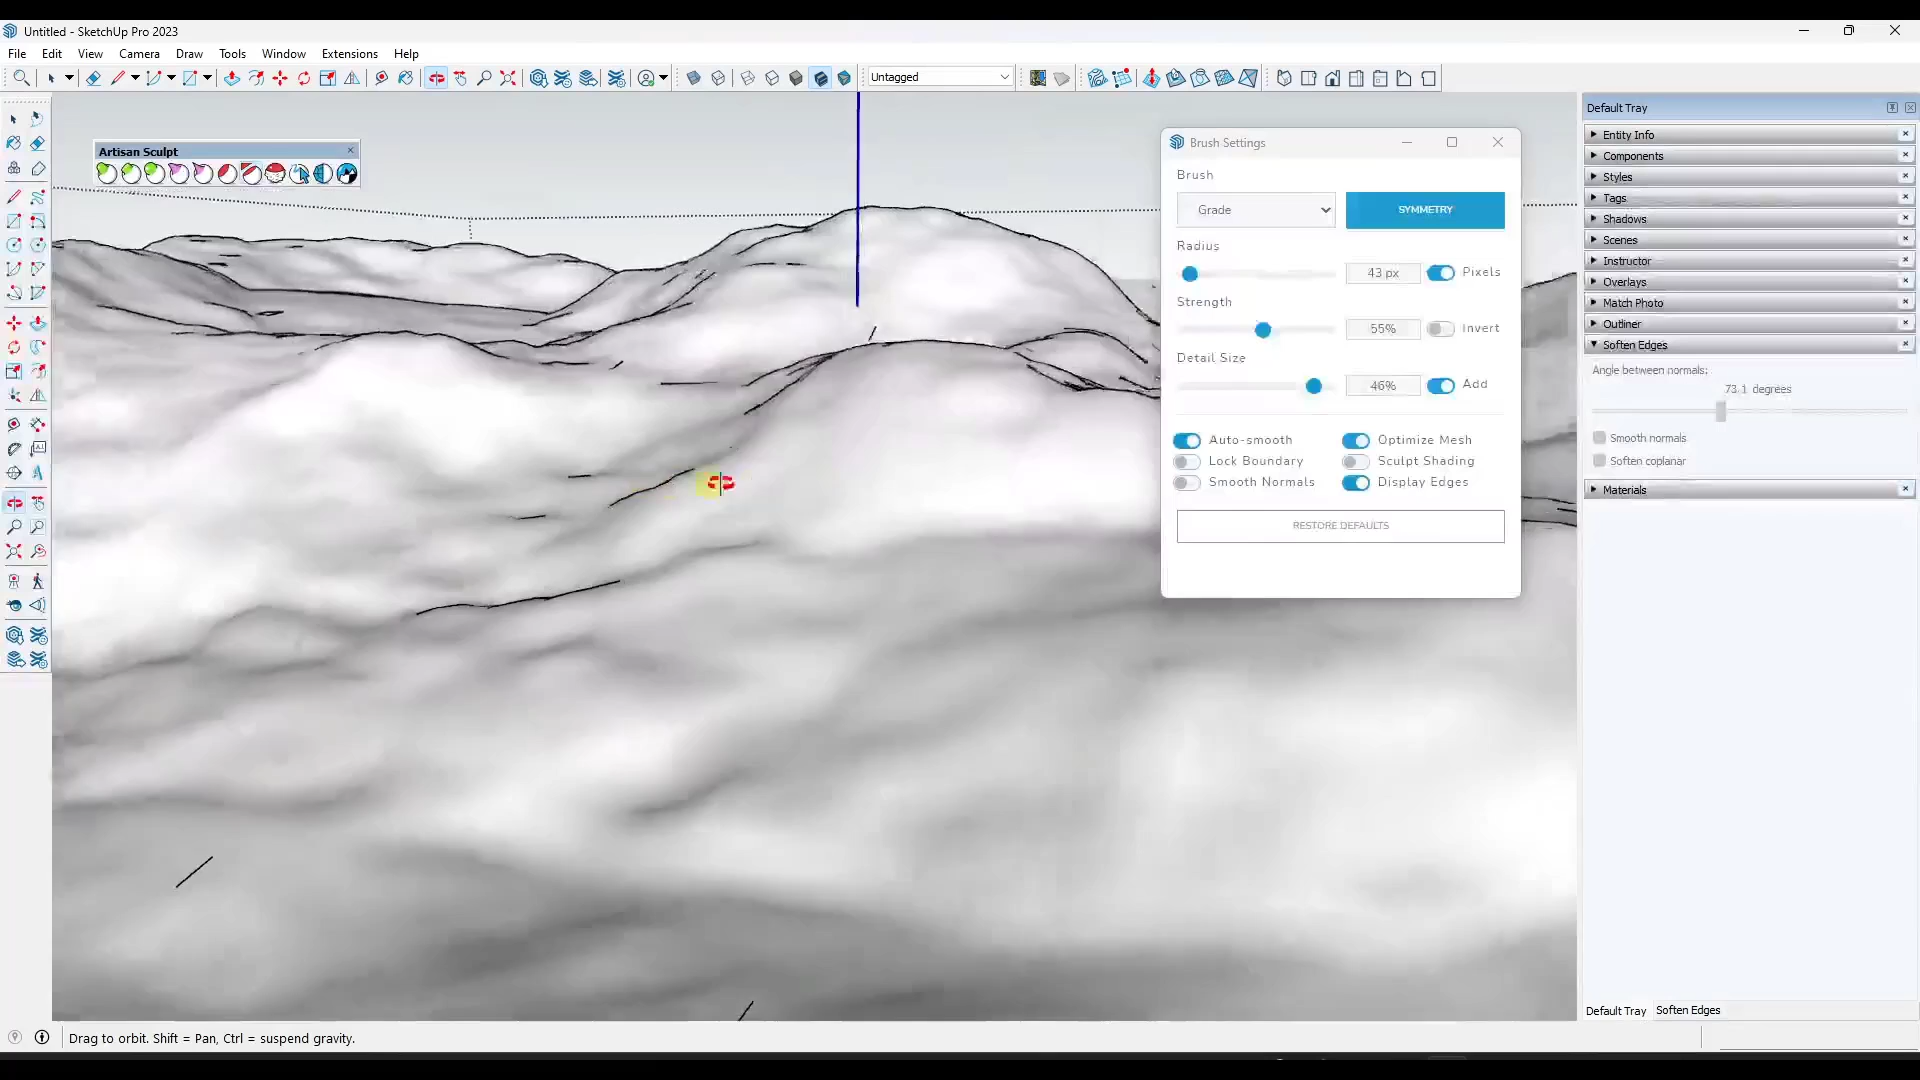 Untitled - SketchUp Pro 2023
File Edit View Camera Draw Tools Window Extensions Help
Untagged
Artisan Sculpt
Brush Settings
Brush
Grade
SYMMETRY
Radius
43 px
Pixels
Strength
55%
Invert
Detail Size
46%
Add
Auto-smooth
Optimize Mesh
Lock Boundary
Sculpt Shading
Smooth Normals
Display Edges
RESTORE DEFAULTS
Default Tray
Entity Info
Components
Styles
Tags
Shadows
Scenes
Instructor
Overlays
Match Photo
Outliner
Soften Edges
Angle between normals:
73.1 degrees
Smooth normals
Soften coplanar
Materials
Default Tray Soften Edges
Drag to orbit. Shift = Pan, Ctrl = suspend gravity.